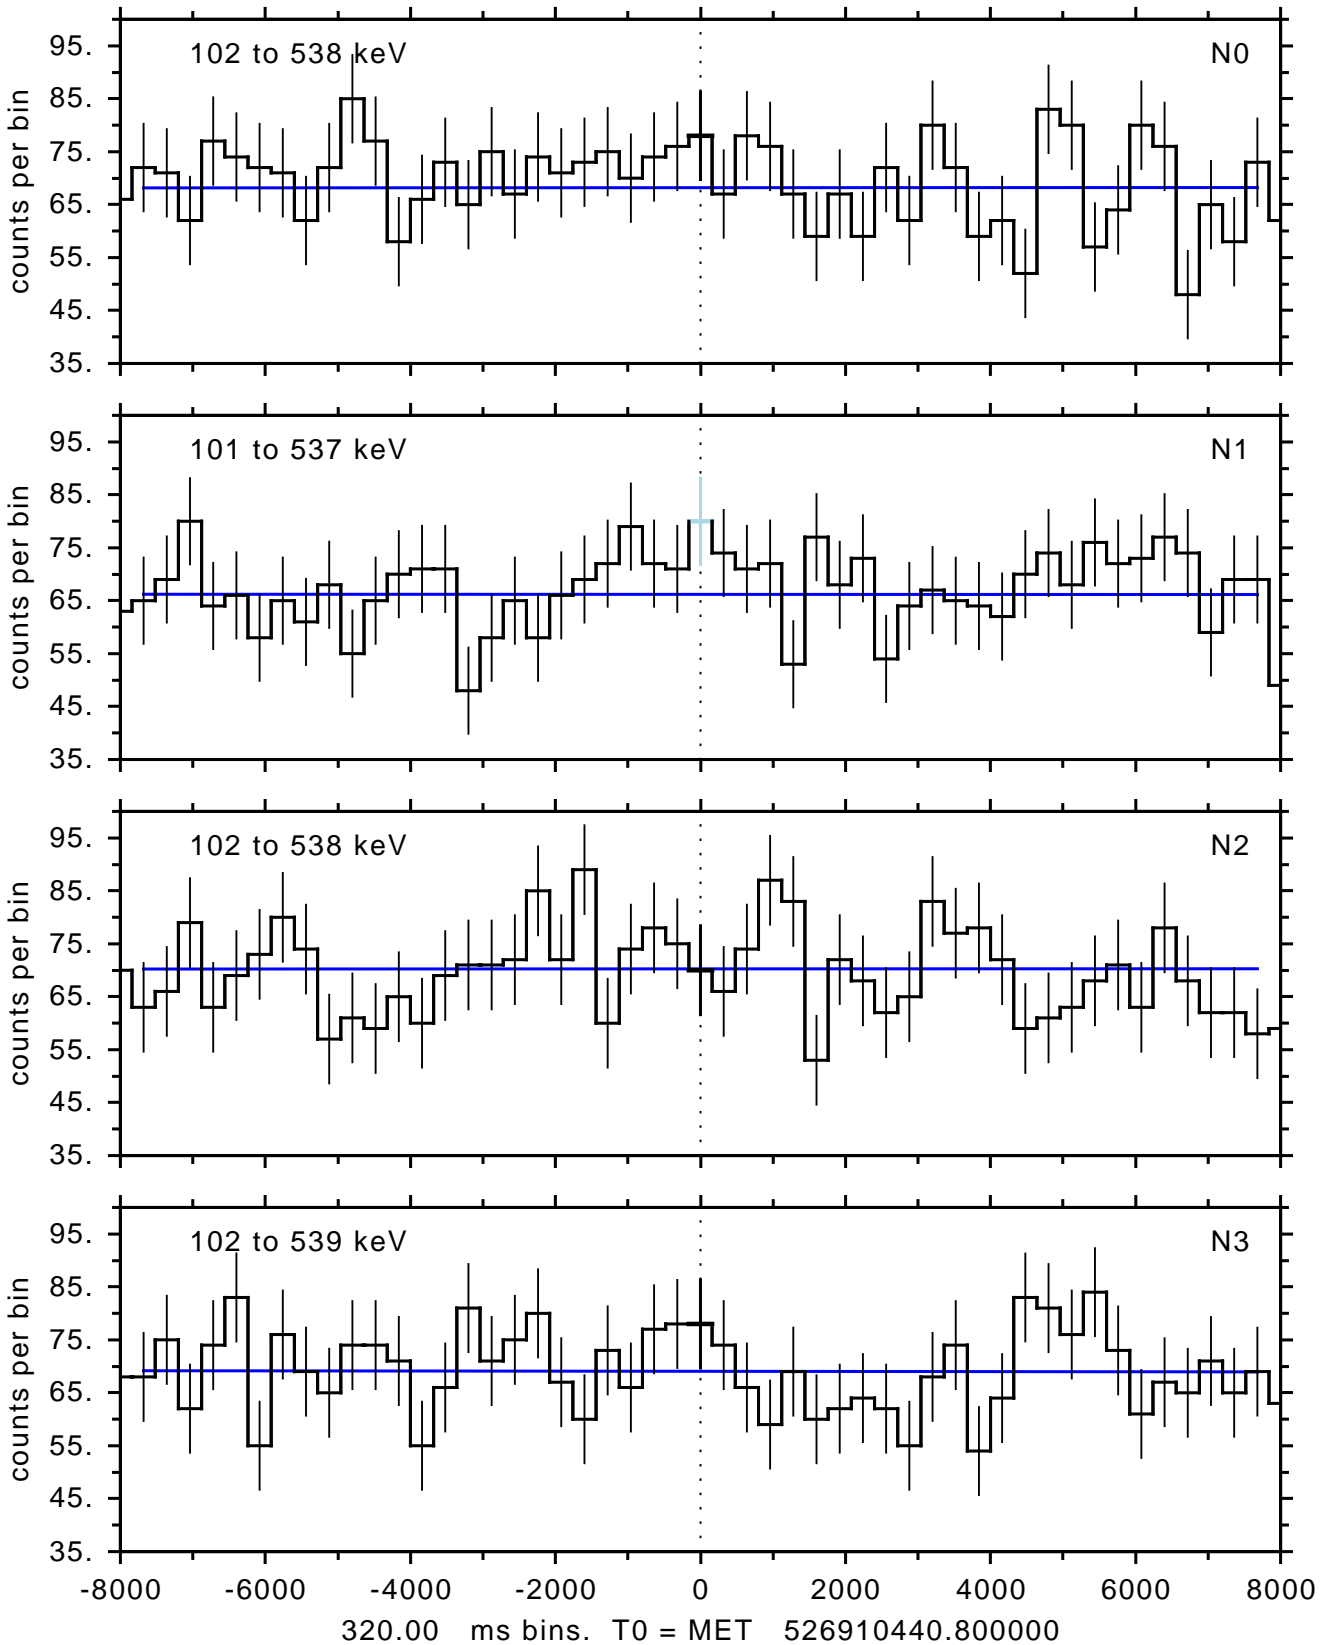 102 to 538 keV N0
95.
85.
75.
65.
55.
45.
35.
counts per bin
101 to 537 keV N1
95.
85.
75.
65.
55.
45.
35.
counts per bin
102 to 538 keV N2
95.
85.
75.
65.
55.
45.
35.
counts per bin
102 to 539 keV N3
95.
85.
75.
65.
55.
45.
35.
counts per bin
-8000 -6000 -4000 -2000 0 2000 4000 6000 8000
320.00 ms bins. T0 = MET 526910440.800000